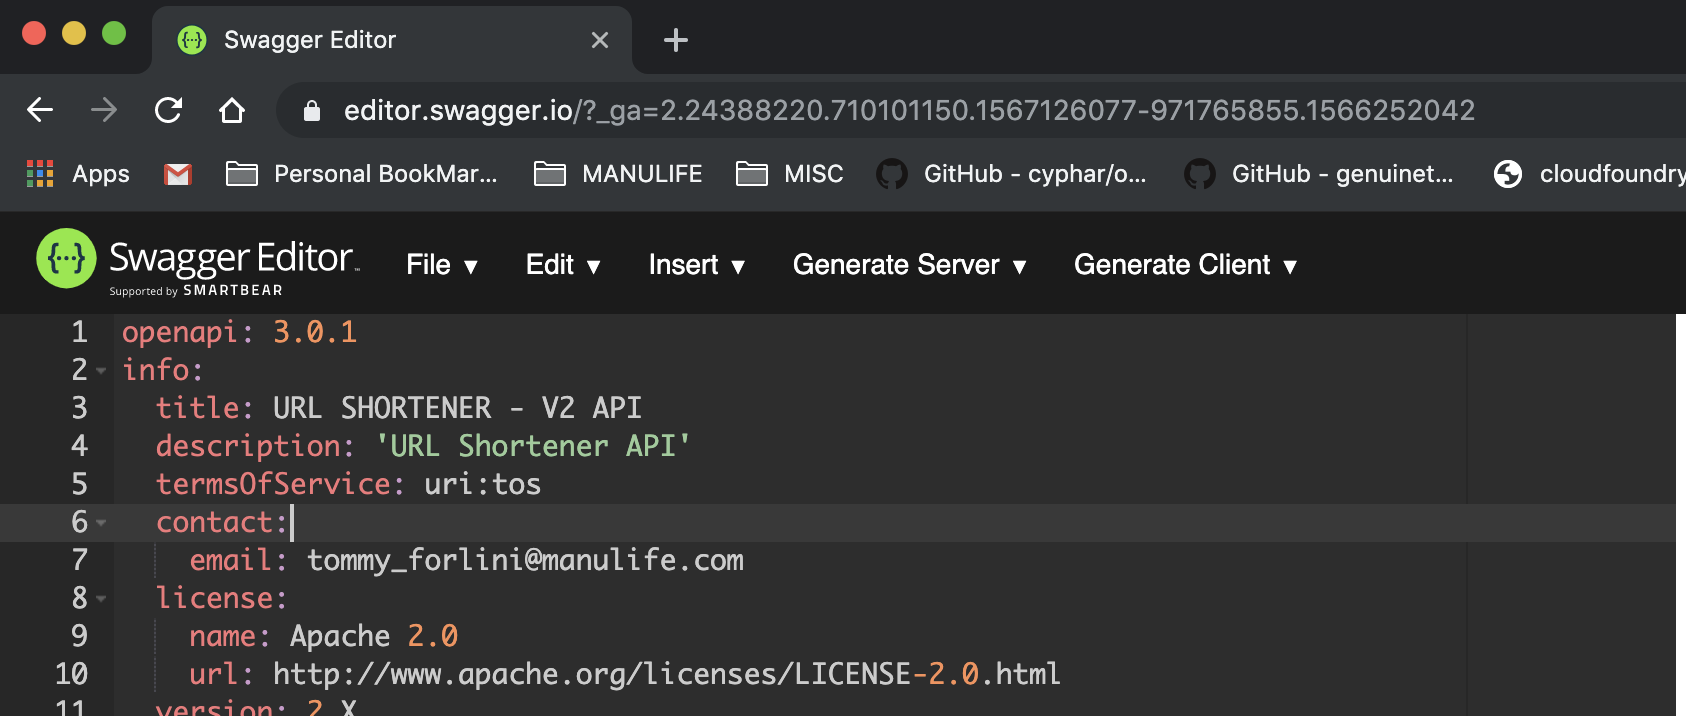 Swagger Editor
editor.swagger.io/?_ga=2.24388220.710101150.1567126077-971765855.1566252042
Apps Personal BookMar... MANULIFE MISC GitHub - cyphar/o... GitHub - genuinet... cloudfoundry
{...} Swagger Editor File ▼ Edit ▼ Insert ▼ Generate Server ▼ Generate Client ▼
Supported by SMARTBEAR
1 openapi: 3.0.1
2 info:
3 title: URL SHORTENER - V2 API
4 description: 'URL Shortener API'
5 termsOfService: uri:tos
6 contact:
7 email: tommy_forlini@manulife.com
8 license:
9 name: Apache 2.0
10 url: http://www.apache.org/licenses/LICENSE-2.0.html
11 version: 2.X